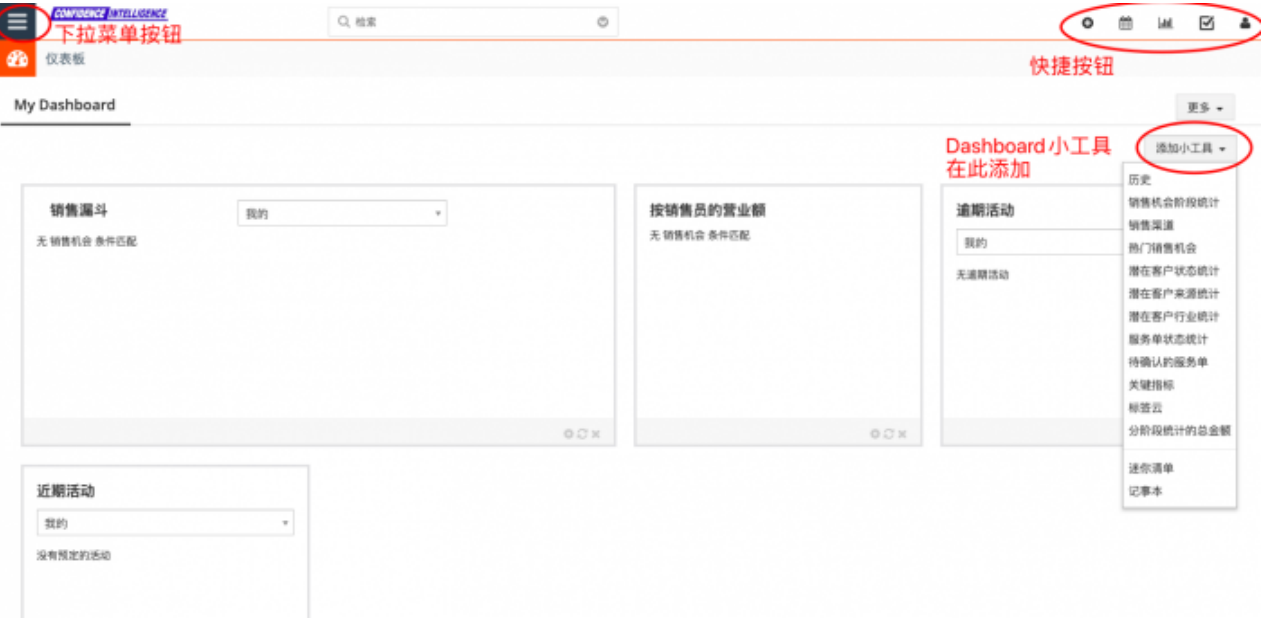 CONFIDENCE INTELLIGENCE
检索
下拉菜单按钮
仪表板
快捷按钮
My Dashboard
更多
Dashboard 小工具
在此添加
添加小工具
历史
销售机会阶段统计
销售渠道
热门销售机会
潜在客户状态统计
潜在客户来源统计
潜在客户行业统计
服务单状态统计
待确认的服务单
关键指标
标签云
分阶段统计的总金额
迷你清单
记事本
销售漏斗
我的
无 销售机会 条件匹配
按销售员的营业额
无 销售机会 条件匹配
逾期活动
我的
无逾期活动
近期活动
我的
没有预定的活动